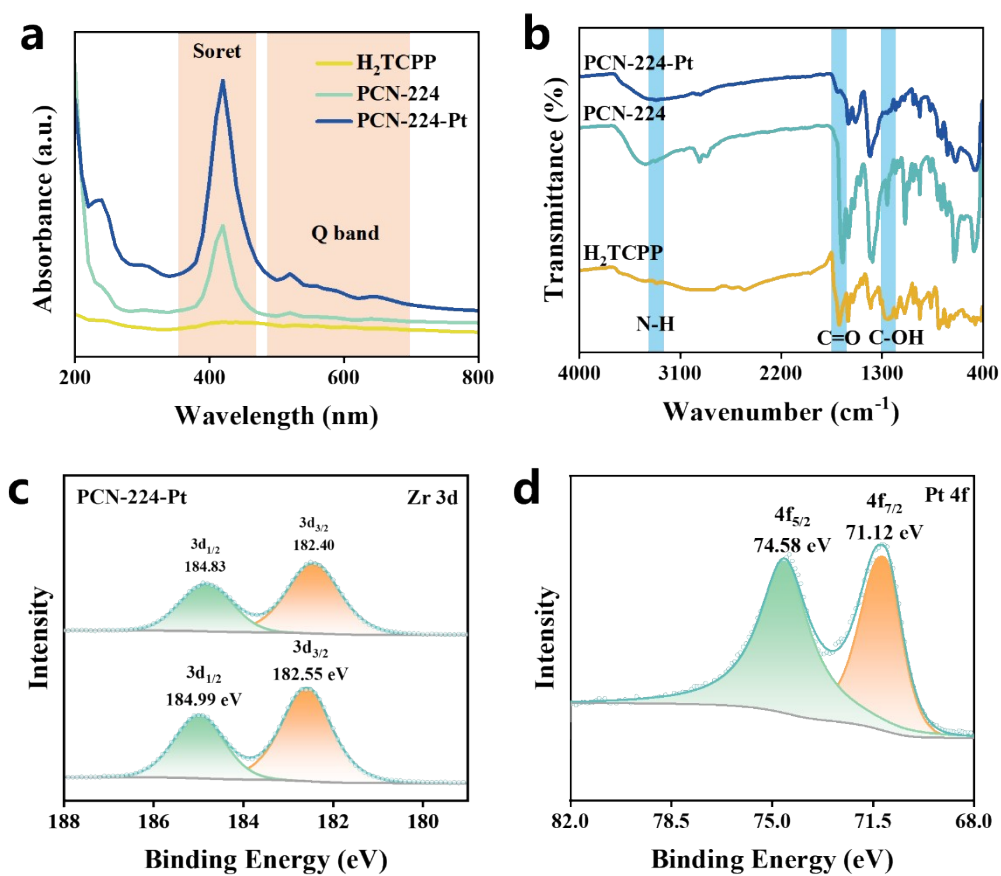 a
Soret
H₂TCPP
PCN-224
PCN-224-Pt
Q band
Absorbance (a.u.)
200
400
600
800
Wavelength (nm)
b
PCN-224-Pt
PCN-224
H₂TCPP
N-H
C=O
C-OH
Transmittance (%)
4000
3100
2200
1300
400
Wavenumber (cm⁻¹)
c
PCN-224-Pt
Zr 3d
3d₁/₂
184.83
3d₃/₂
182.40
3d₁/₂
184.99 eV
3d₃/₂
182.55 eV
Intensity
188
186
184
182
180
Binding Energy (eV)
d
Pt 4f
4f₅/₂
74.58 eV
4f₇/₂
71.12 eV
Intensity
82.0
78.5
75.0
71.5
68.0
Binding Energy (eV)